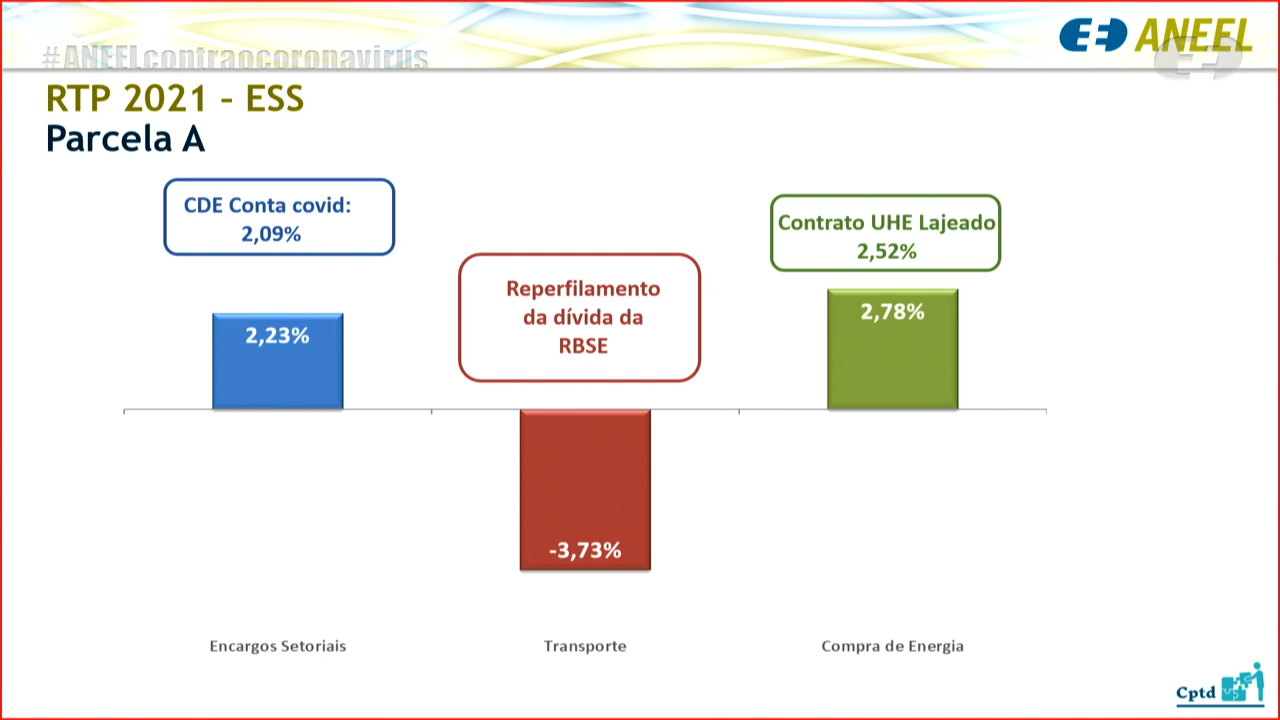 #ANEELcontraocoronavirus
ANEEL
RTP 2021 – ESS
Parcela A
CDE Conta covid:
2,09%
Reperfilamento
da dívida da
RBSE
Contrato UHE Lajeado
2,52%
2,23%
-3,73%
2,78%
Encargos Setoriais
Transporte
Compra de Energia
Cptd